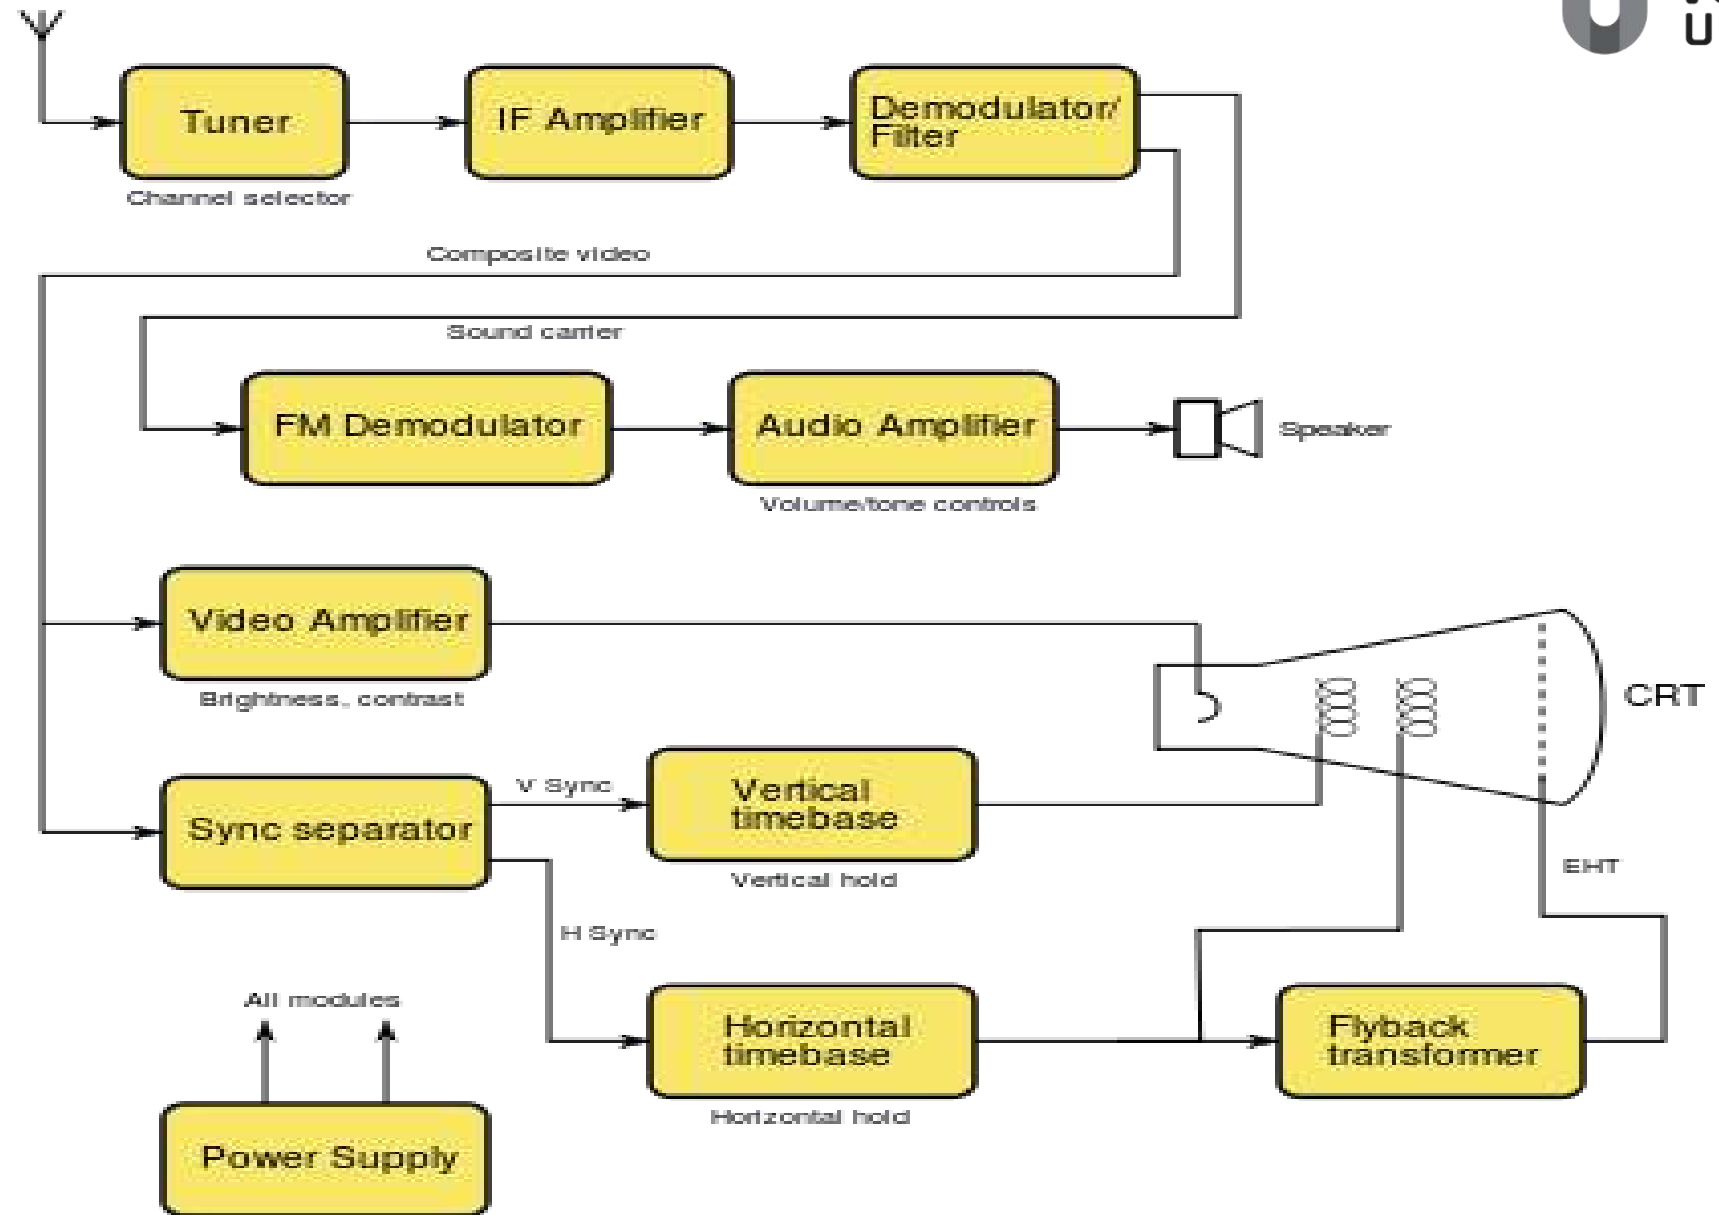 Tuner
Channel selector
IF Amplifier
Demodulator/
Filter
Composite video
Sound carrier
FM Demodulator
Audio Amplifier
Volume/tone controls
Speaker
Video Amplifier
Brightness, contrast
CRT
Sync separator
V Sync
Vertical
timebase
Vertical hold
EHT
H Sync
All modules
Horizontal
timebase
Horizontal hold
Flyback
transformer
Power Supply